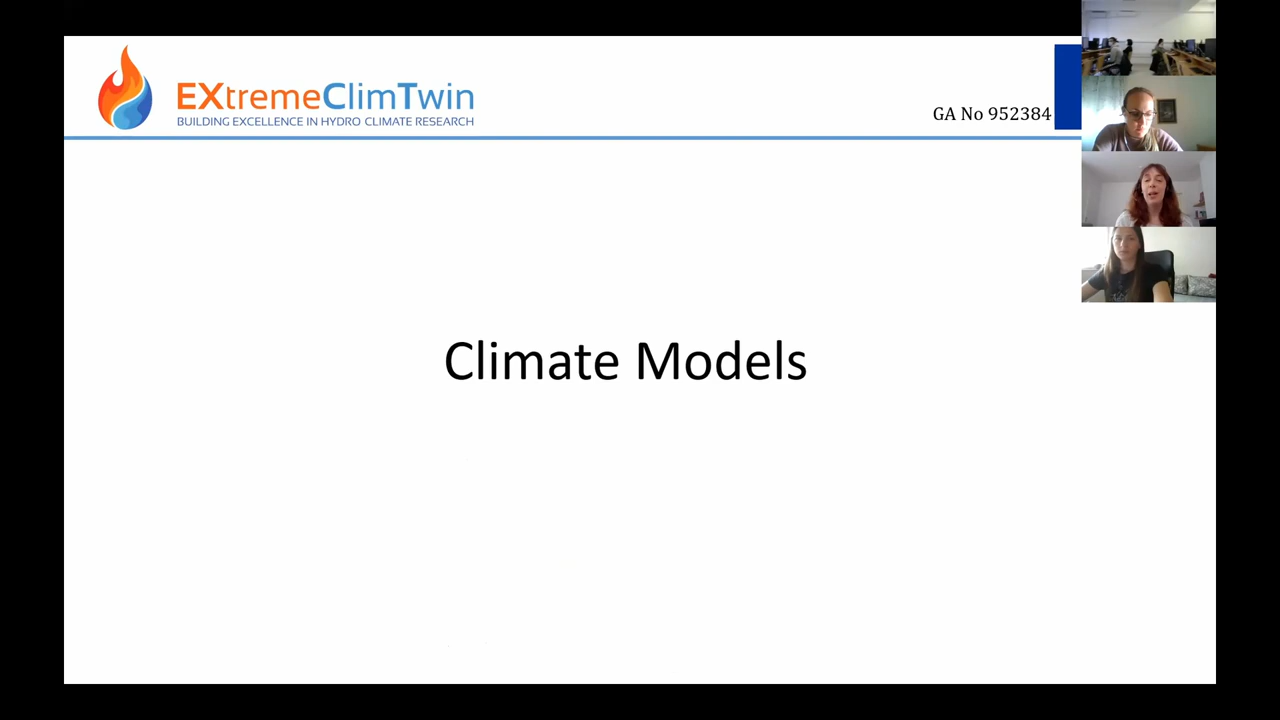 EXtremeClimTwin
BUILDING EXCELLENCE IN HYDRO CLIMATE RESEARCH
GA No 952384
Climate Models